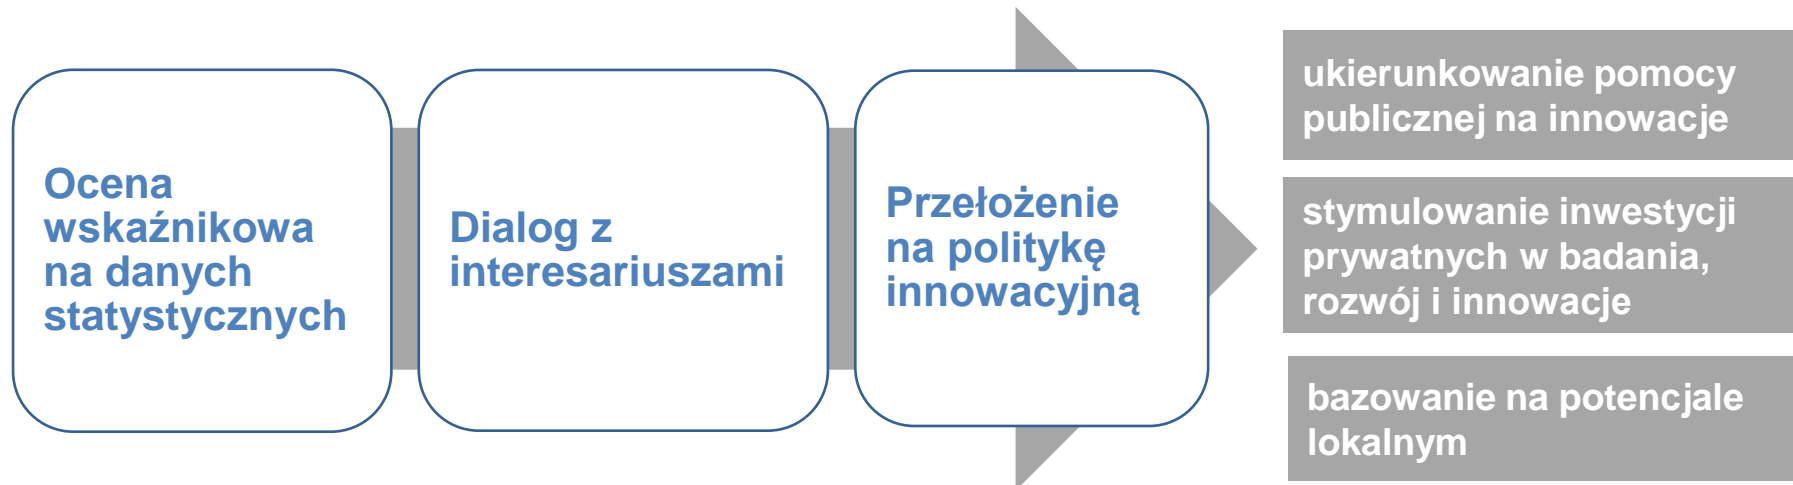 Ocena
wskaźnikowa
na danych
statystycznych
Dialog z
interesariuszami
Przełożenie
na politykę
innowacyjną
ukierunkowanie pomocy
publicznej na innowacje
stymulowanie inwestycji
prywatnych w badania,
rozwój i innowacje
bazowanie na potencjale
lokalnym